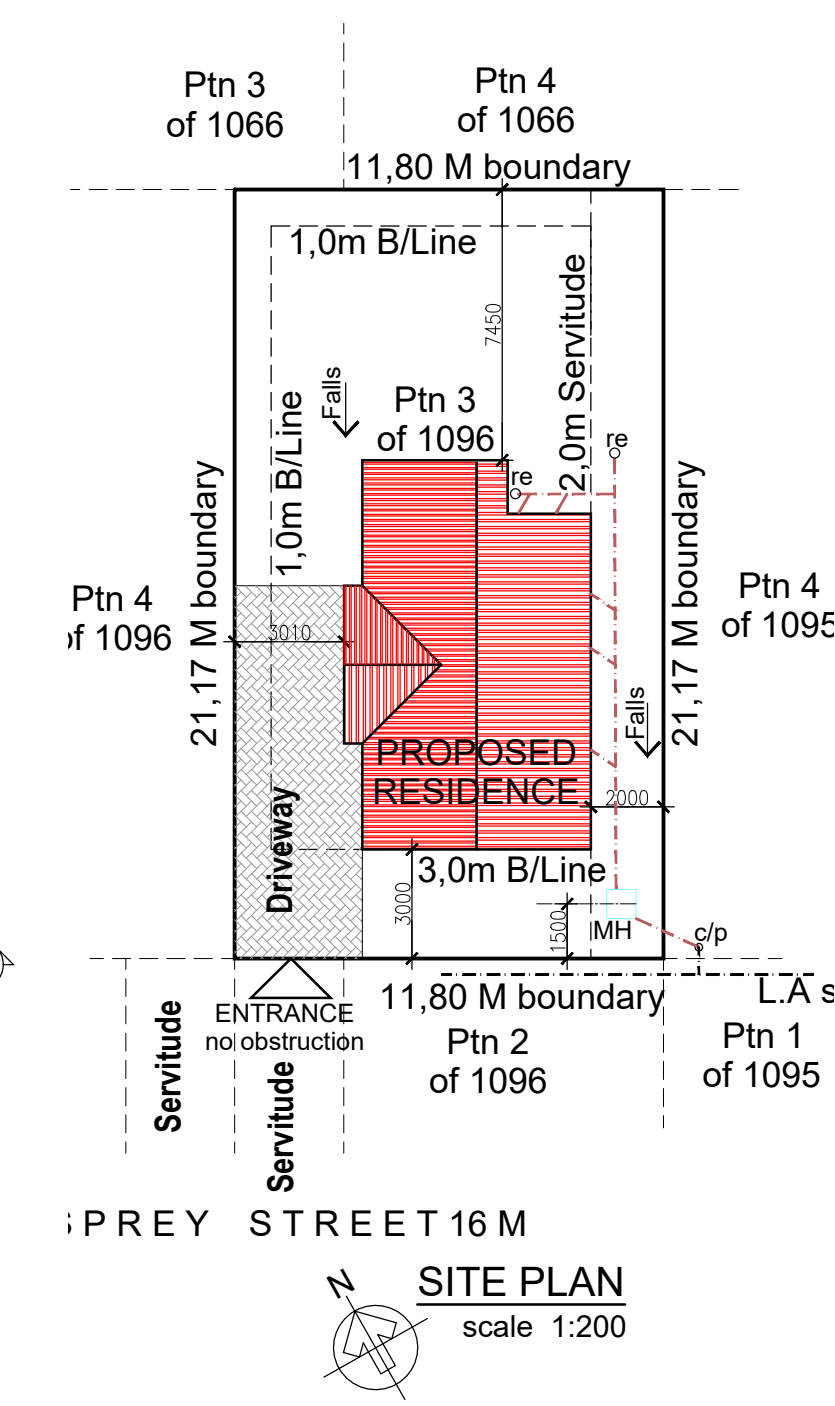 Ptn 3
of 1066
Ptn 4
of 1066
11,80 M boundary
1,0m B/Line
7450
2,0m Servitude
Falls
1,0m B/Line
Ptn 3
of 1096
re
re
21,17 M boundary
Ptn 4
of 1096
3010
Ptn 4
of 1095
21,17 M boundary
Falls
PROPOSED
RESIDENCE
2000
Driveway
3,0m B/Line
3000
1500
MH
c/p
11,80 M boundary
L.A s
ENTRANCE
no obstruction
Ptn 2
of 1096
Ptn 1
of 1095
Servitude
Servitude
SPREY STREET 16 M
N
SITE PLAN
scale 1:200